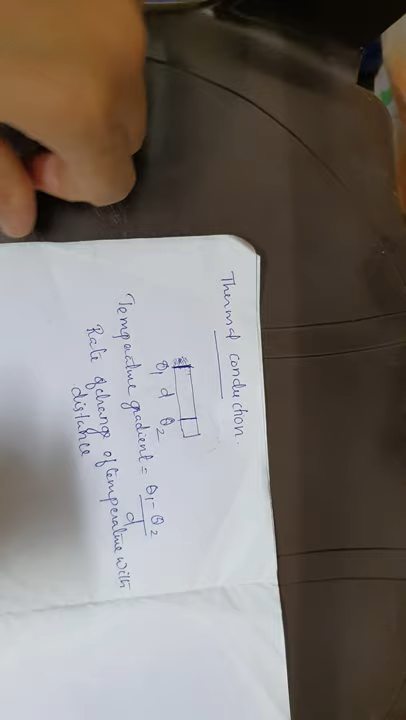 Thermal conduction.
θ₁ d θ₂
Temperature gradient = θ₁ - θ₂
d
Rate of change of temperature with
distance